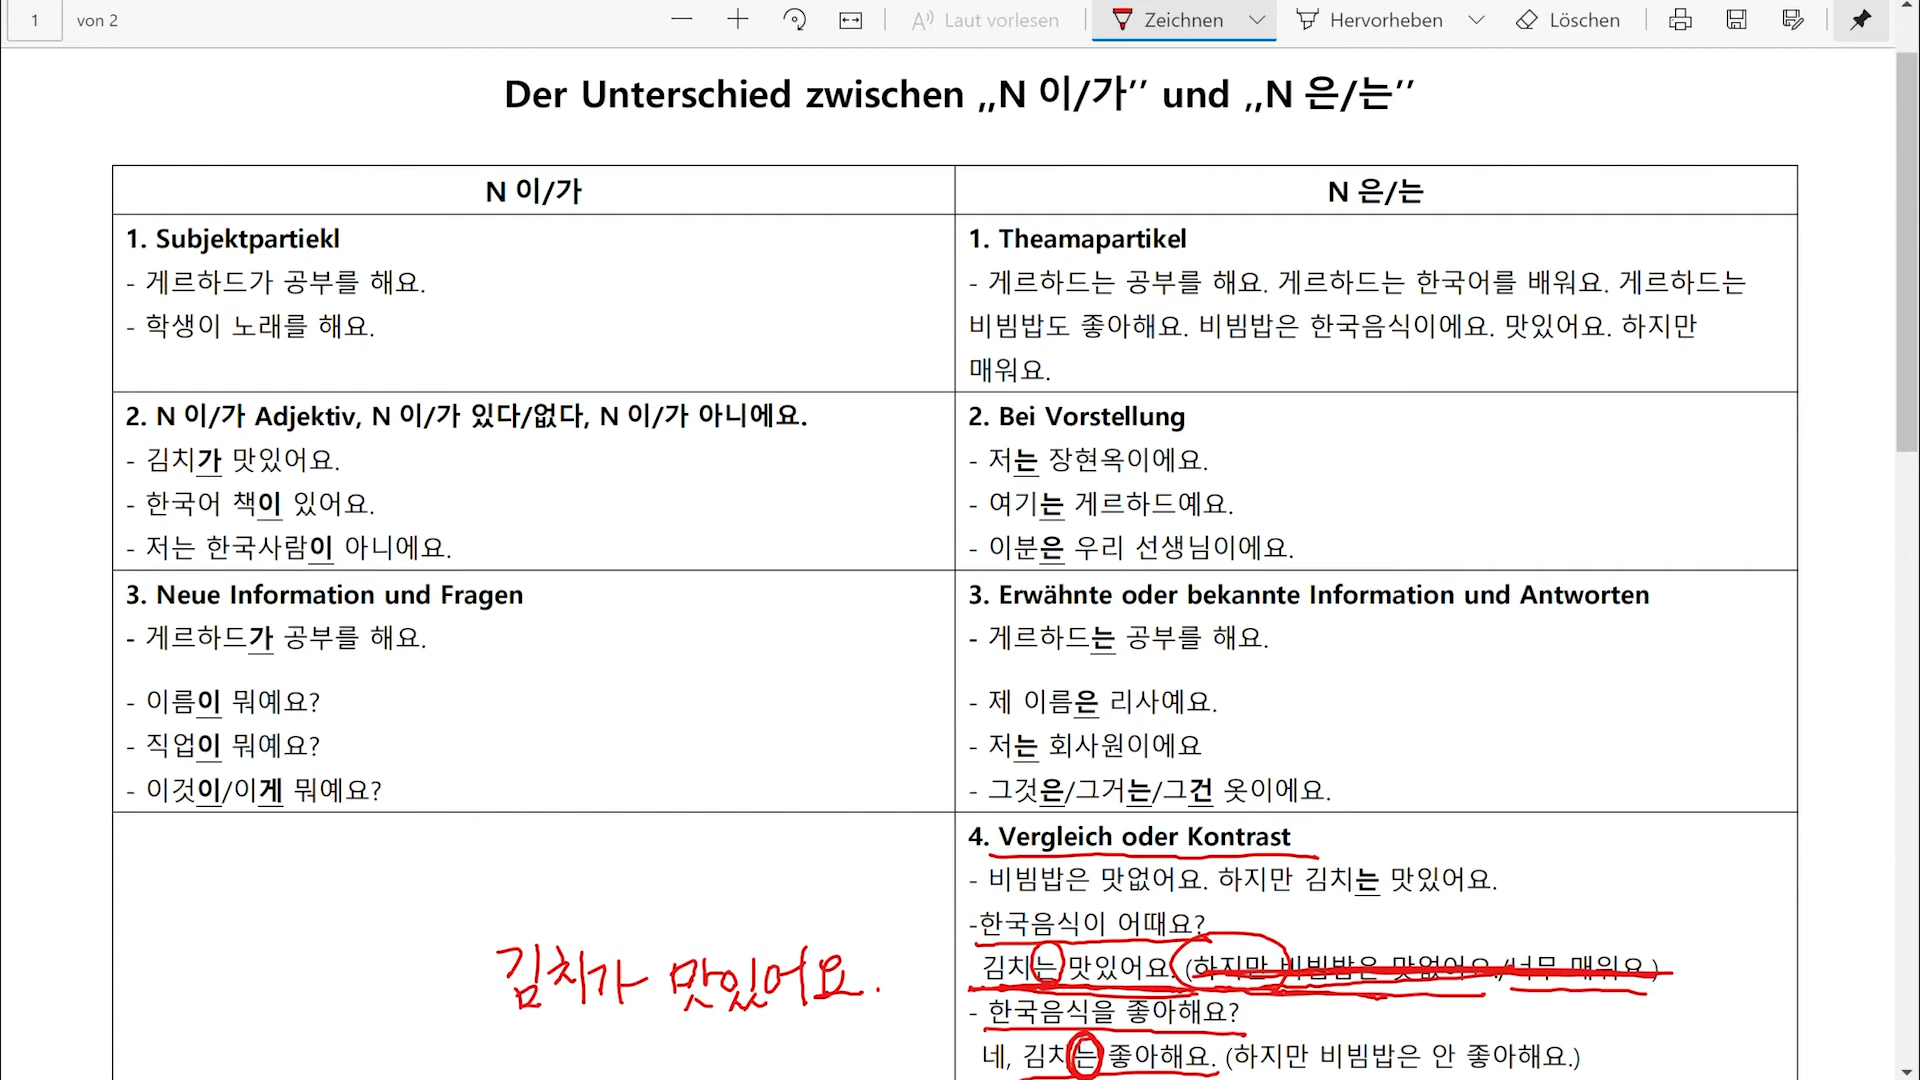 1 von 2 Laut vorlesen Zeichnen Hervorheben Löschen
Der Unterschied zwischen ,,N 이/가’’ und ,,N 은/는’’
N 이/가
1. Subjektpartiekl
- 게르하드가 공부를 해요.
- 학생이 노래를 해요.
2. N 이/가 Adjektiv, N 이/가 있다/없다, N 이/가 아니에요.
- 김치가 맛있어요.
- 한국어 책이 있어요.
- 저는 한국사람이 아니에요.
3. Neue Information und Fragen
- 게르하드가 공부를 해요.
- 이름이 뭐예요?
- 직업이 뭐예요?
- 이것이/이게 뭐예요?
김치가 맛있어요.
N 은/는
1. Theamapartikel
- 게르하드는 공부를 해요. 게르하드는 한국어를 배워요. 게르하드는
비빔밥도 좋아해요. 비빔밥은 한국음식이에요. 맛있어요. 하지만
매워요.
2. Bei Vorstellung
- 저는 장현옥이에요.
- 여기는 게르하드예요.
- 이분은 우리 선생님이에요.
3. Erwähnte oder bekannte Information und Antworten
- 게르하드는 공부를 해요.
- 제 이름은 리사예요.
- 저는 회사원이에요
- 그것은/그거는/그건 옷이에요.
4. Vergleich oder Kontrast
- 비빔밥은 맛없어요. 하지만 김치는 맛있어요.
-한국음식이 어때요?
김치는 맛있어요. (하지만 비빔밥은 맛없어요/너무 매워요.)
- 한국음식을 좋아해요?
네, 김치는 좋아해요. (하지만 비빔밥은 안 좋아해요.)